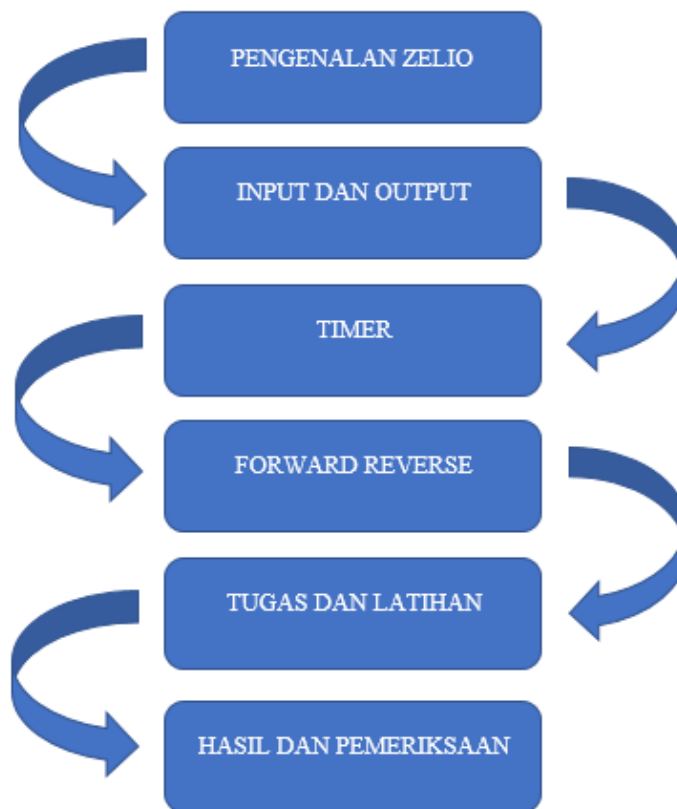 PENGENALAN ZELIO
INPUT DAN OUTPUT
TIMER
FORWARD REVERSE
TUGAS DAN LATIHAN
HASIL DAN PEMERIKSAAN